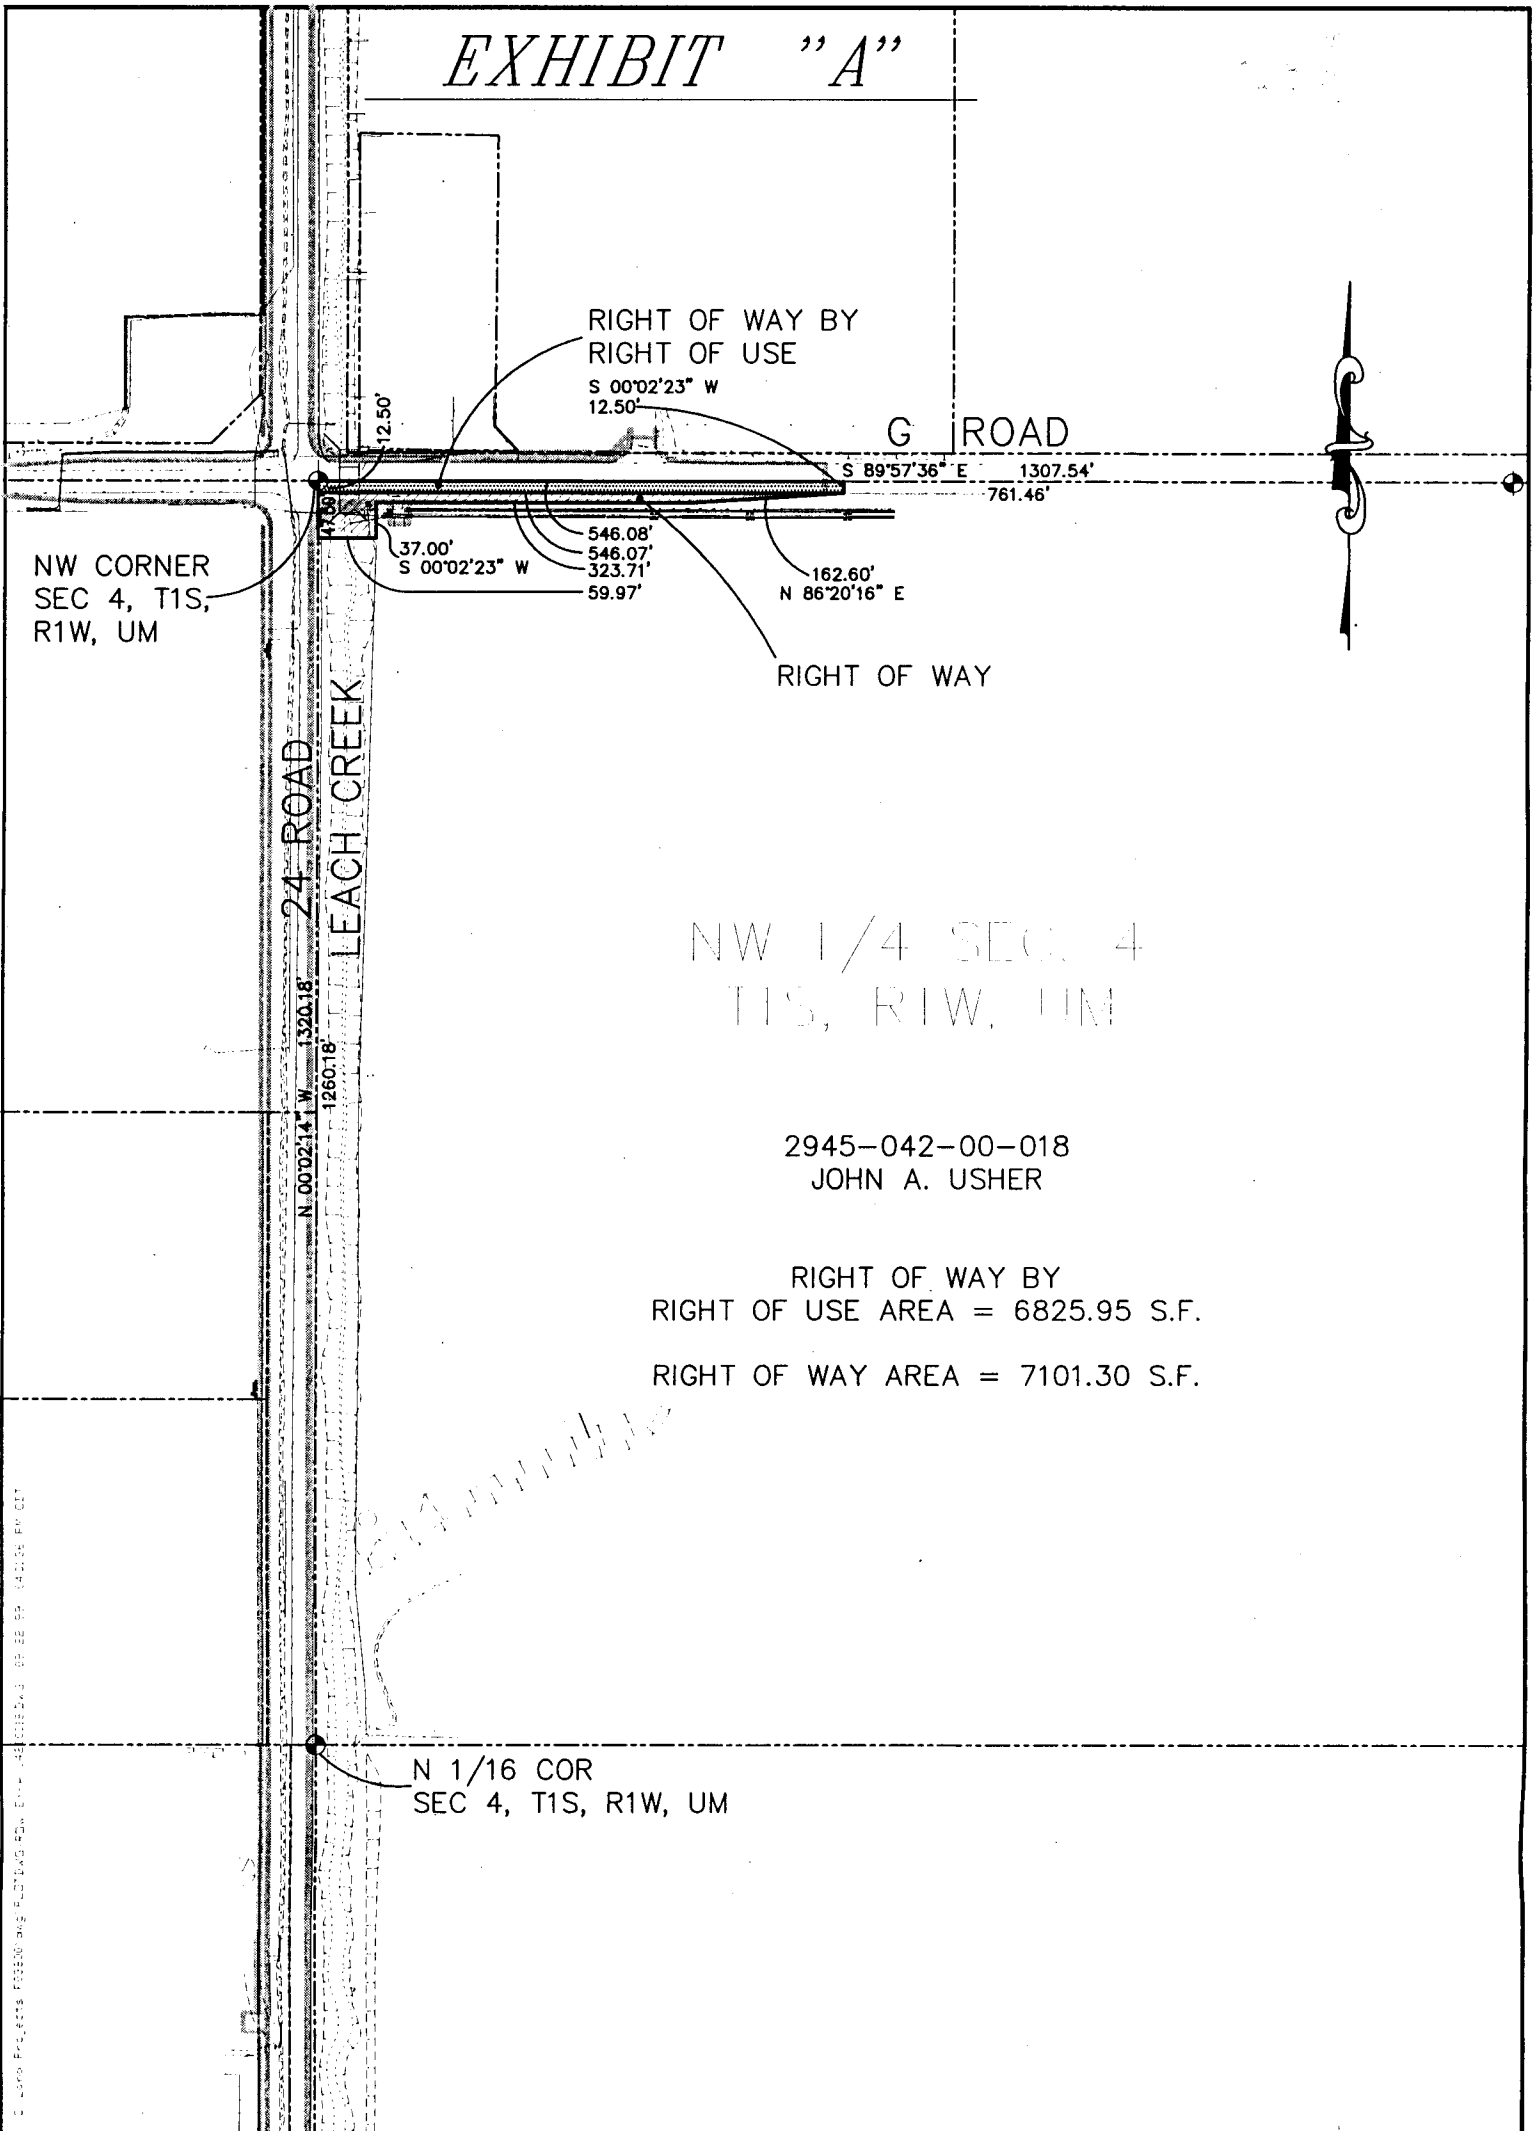 EXHIBIT "A"
RIGHT OF WAY BY
RIGHT OF USE
S 00°02'23" W
12.50'
12.50'
G ROAD
S 89°57'36" E 1307.54'
761.46'
47.50
37.00'
S 00°02'23" W
546.08'
546.07'
323.71'
59.97'
162.60'
N 86°20'16" E
NW CORNER
SEC 4, T1S,
R1W, UM
RIGHT OF WAY
24 ROAD
LEACH CREEK
N 00°02'14" W 1320.18'
1260.18'
NW 1/4 SEC. 4
T1S, R1W, UM
2945-042-00-018
JOHN A. USHER
RIGHT OF WAY BY
RIGHT OF USE AREA = 6825.95 S.F.
RIGHT OF WAY AREA = 7101.30 S.F.
N 1/16 COR
SEC 4, T1S, R1W, UM